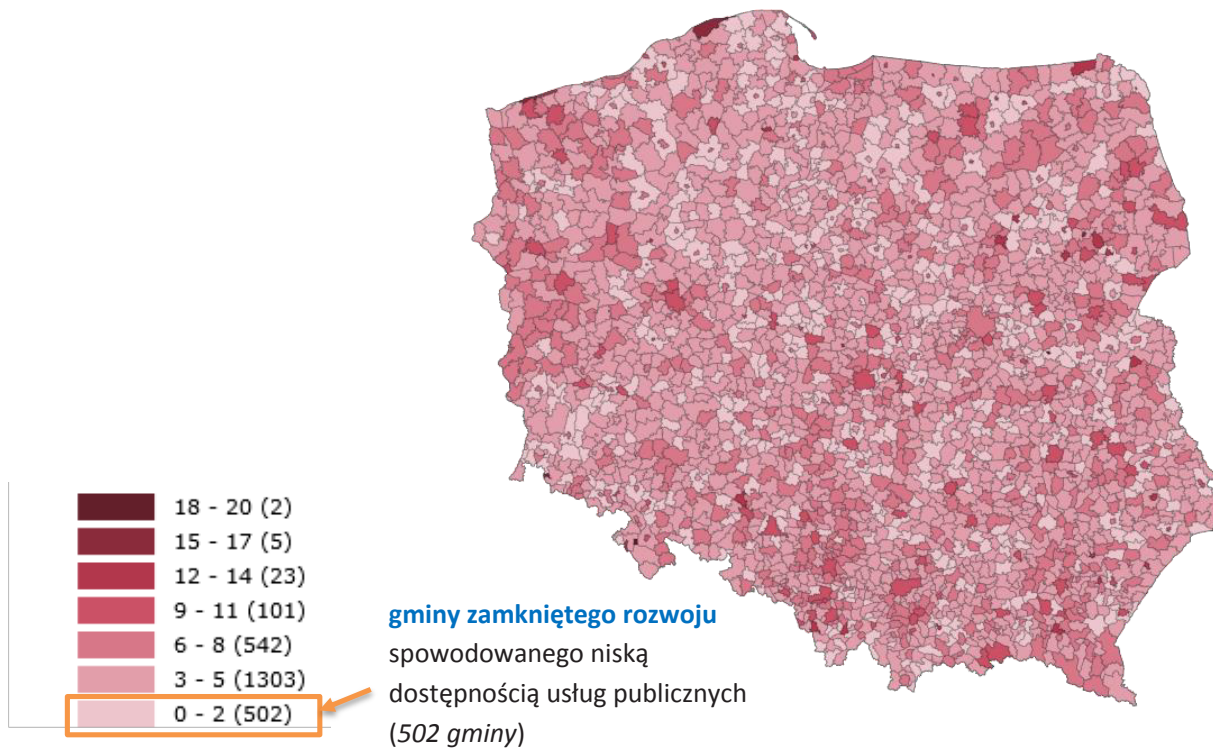 18 - 20 (2)
15 - 17 (5)
12 - 14 (23)
9 - 11 (101)
6 - 8 (542)
3 - 5 (1303)
0 - 2 (502)
gminy zamkniętego rozwoju
spowodowanego niską
dostępnością usług publicznych
(502 gminy)